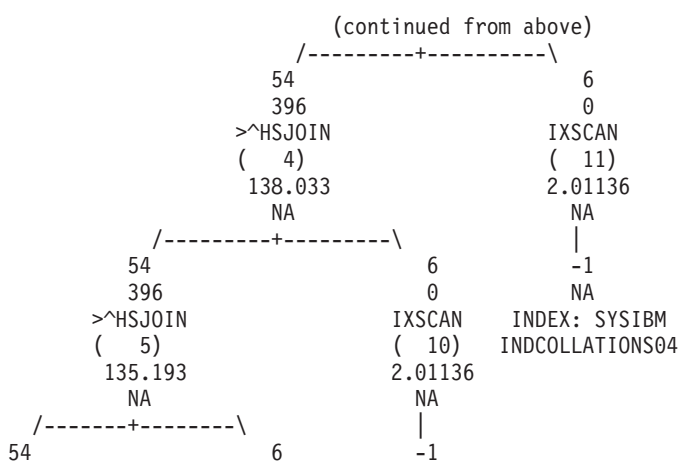 (continued from above)
/---------+----------\
54 6
396 0
>^HSJOIN IXSCAN
( 4) ( 11)
138.033 2.01136
NA NA
/---------+---------\ |
54 6 -1
396 0 NA
>^HSJOIN IXSCAN INDEX: SYSIBM
( 5) ( 10) INDCOLLATIONS04
135.193 2.01136
NA NA
/-------+--------\ |
54 6 -1